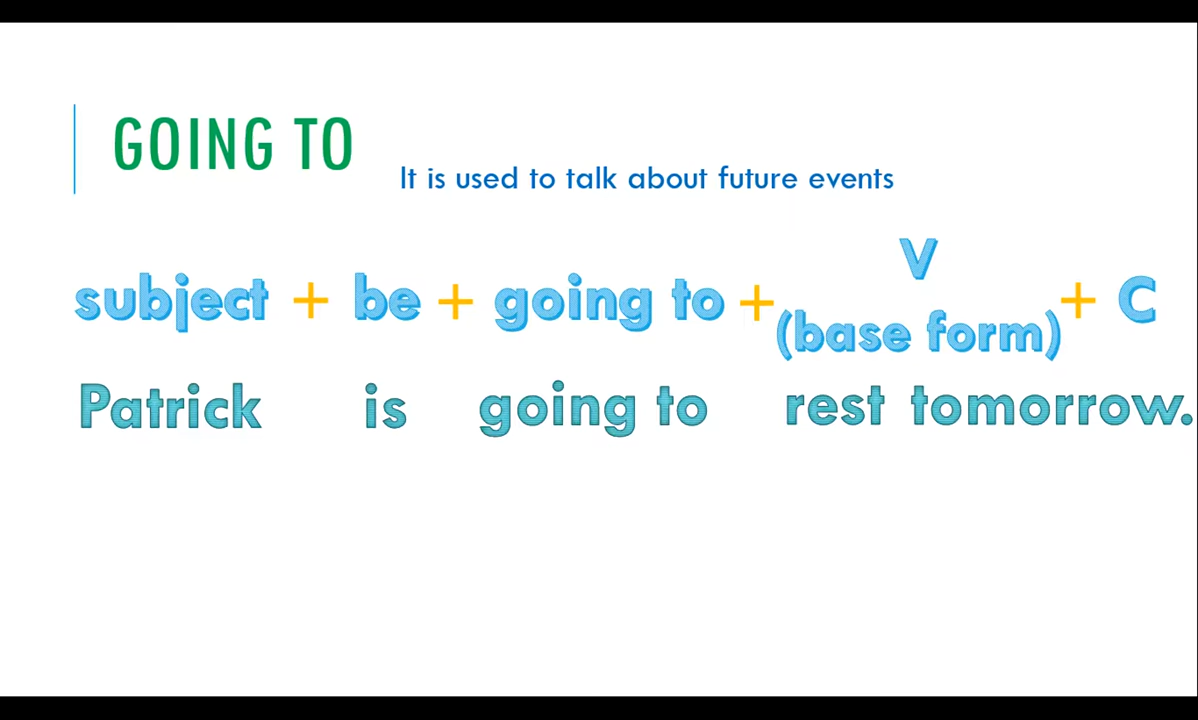 GOING TO
It is used to talk about future events
subject + be + going to + V (base form) + C
Patrick is going to rest tomorrow.